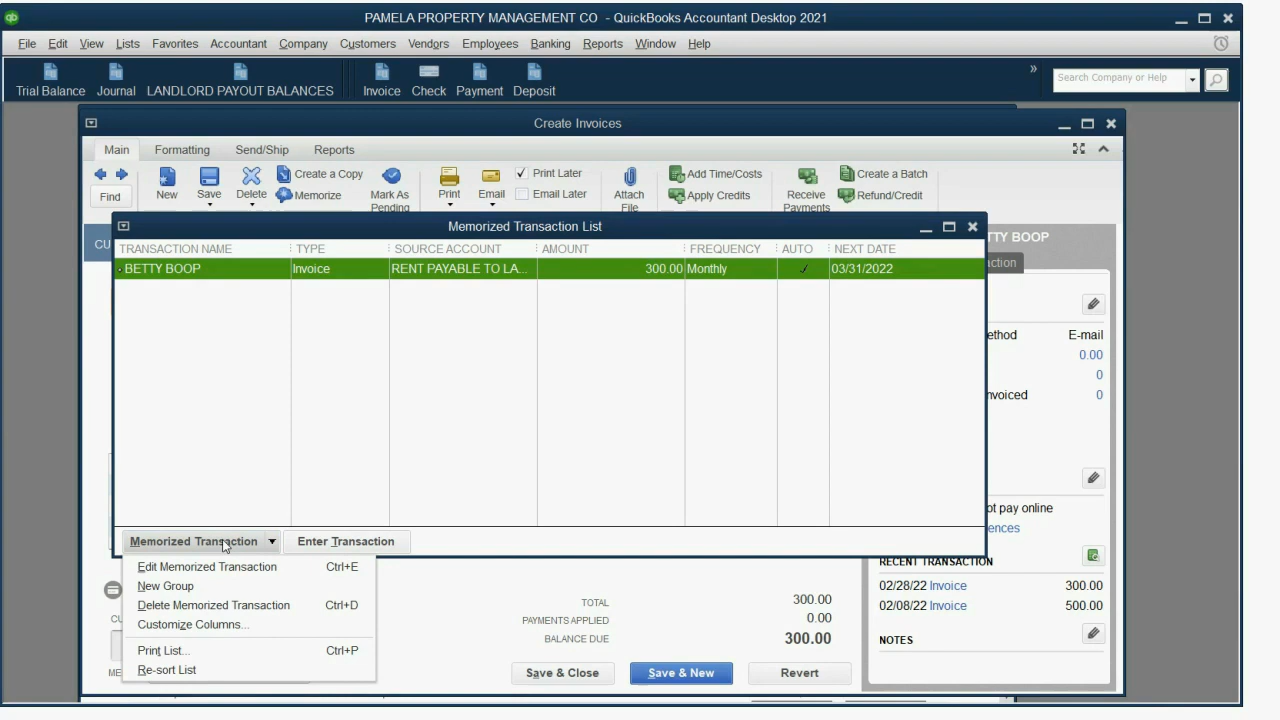 PAMELA PROPERTY MANAGEMENT CO - QuickBooks Accountant Desktop 2021
File Edit View Lists Favorites Accountant Company Customers Vendors Employees Banking Reports Window Help
Trial Balance Journal LANDLORD PAYOUT BALANCES Invoice Check Payment Deposit » Search Company or Help
Create Invoices
Main Formatting Send/Ship Reports
Find New Save Delete Create a Copy Memorize Mark As Pending Print Email Print Later Email Later Attach File Add Time/Costs Apply Credits Receive Payments Create a Batch Refund/Credit
CU
Memorized Transaction List
TTY BOOP
TRANSACTION NAME TYPE SOURCE ACCOUNT AMOUNT FREQUENCY AUTO NEXT DATE
ction
BETTY BOOP Invoice RENT PAYABLE TO LA... 300.00 Monthly 03/31/2022
ethod E-mail
0.00
0
nvoiced 0
ot pay online
ences
Memorized Transaction Enter Transaction
Edit Memorized Transaction Ctrl+E
New Group
Delete Memorized Transaction Ctrl+D
Customize Columns...
Print List... Ctrl+P
Re-sort List
CU
ME
TOTAL 300.00
PAYMENTS APPLIED 0.00
BALANCE DUE 300.00
Save & Close Save & New Revert
RECENT TRANSACTION
02/28/22 Invoice 300.00
02/08/22 Invoice 500.00
NOTES